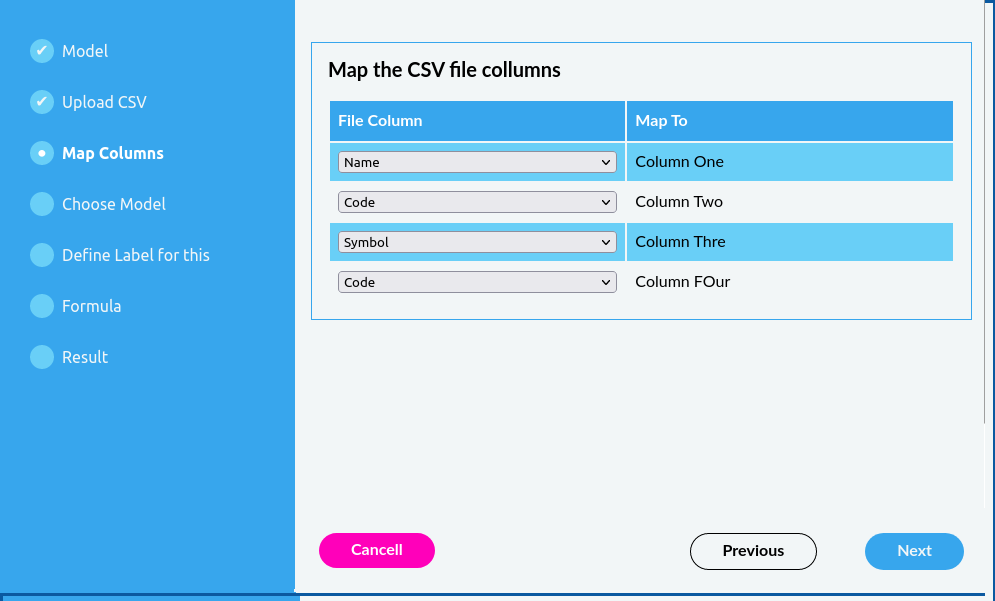 Model
Upload CSV
Map Columns
Choose Model
Define Label for this
Formula
Result
Map the CSV file collumns
File Column Map To
Name Column One
Code Column Two
Symbol Column Thre
Code Column FOur
Cancell Previous Next